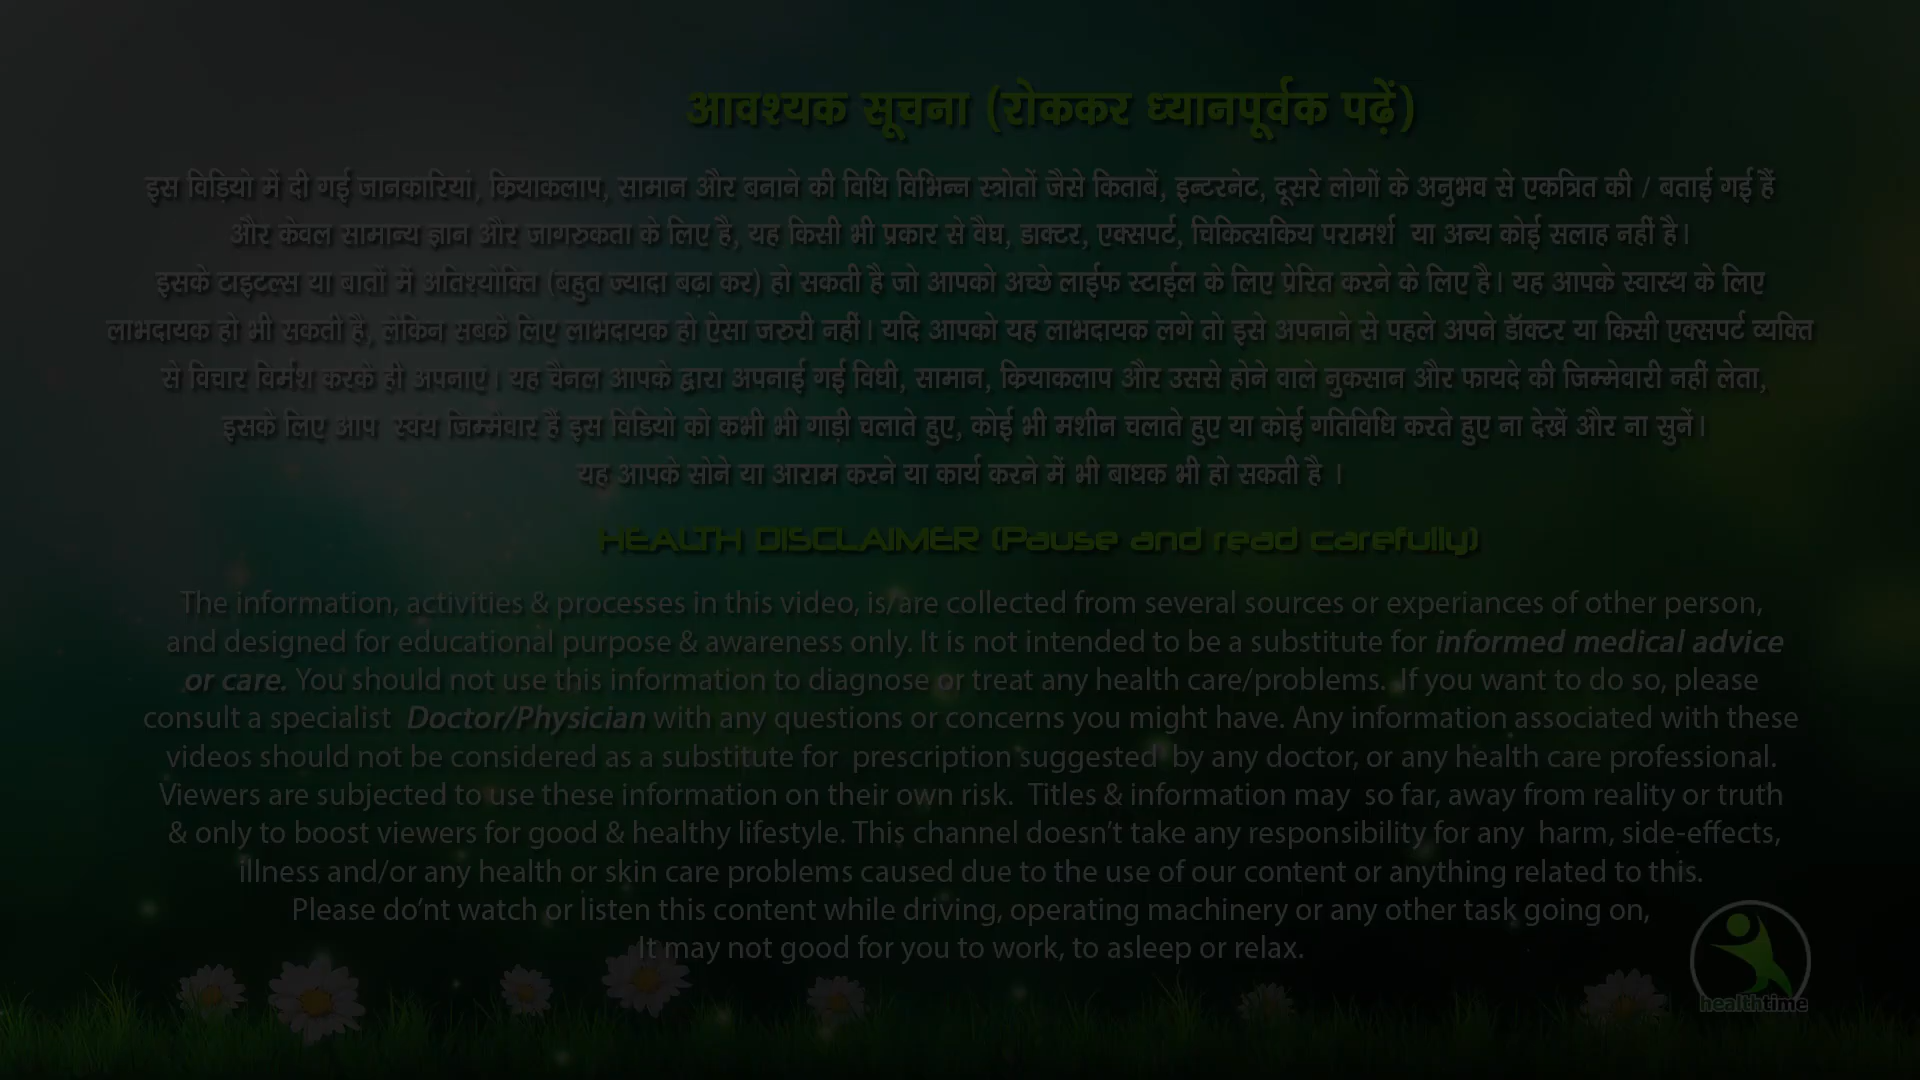 आवश्यक सूचना (रोककर ध्यानपूर्वक पढ़ें)
इस विडियो में दी गई जानकारियां, क्रियाकलाप, सामान और बनाने की विधि विभिन्न स्त्रोतों जैसे किताबें, इन्टरनेट, दूसरे लोगों के अनुभव से एकत्रित की / बताई गई हैं
और केवल सामान्य ज्ञान और जागरुकता के लिए है, यह किसी भी प्रकार से वैघ, डाक्टर, एक्सपर्ट, चिकित्सकिय परामर्श या अन्य कोई सलाह नहीं है।
इसके टाइटल्स या बातों में अतिश्योक्ति (बहुत ज्यादा बढ़ा कर) हो सकती है जो आपको अच्छे लाईफ स्टाईल के लिए प्रेरित करने के लिए है। यह आपके स्वास्थ के लिए
लाभदायक हो भी सकती है, लेकिन सबके लिए लाभदायक हो ऐसा जरुरी नहीं। यदि आपको यह लाभदायक लगे तो इसे अपनाने से पहले अपने डॉक्टर या किसी एक्सपर्ट व्यक्ति
से विचार विर्मश करके ही अपनाएं। यह चैनल आपके द्वारा अपनाई गई विधी, सामान, क्रियाकलाप और उससे होने वाले नुकसान और फायदे की जिम्मेवारी नहीं लेता,
इसके लिए आप स्वंय जिम्मेवार हैं इस विडियो को कभी भी गाड़ी चलाते हुए, कोई भी मशीन चलाते हुए या कोई गतिविधि करते हुए ना देखें और ना सुनें।
यह आपके सोने या आराम करने या कार्य करने में भी बाधक भी हो सकती है ।
HEALTH DISCLAIMER (Pause and read carefully)
The information, activities & processes in this video, is/are collected from several sources or experiances of other person,
and designed for educational purpose & awareness only. It is not intended to be a substitute for informed medical advice
or care. You should not use this information to diagnose or treat any health care/problems. If you want to do so, please
consult a specialist Doctor/Physician with any questions or concerns you might have. Any information associated with these
videos should not be considered as a substitute for prescription suggested by any doctor, or any health care professional.
Viewers are subjected to use these information on their own risk. Titles & information may so far, away from reality or truth
& only to boost viewers for good & healthy lifestyle. This channel doesn't take any responsibility for any harm, side-effects,
illness and/or any health or skin care problems caused due to the use of our content or anything related to this.
Please do'nt watch or listen this content while driving, operating machinery or any other task going on,
It may not good for you to work, to asleep or relax.
healthtime